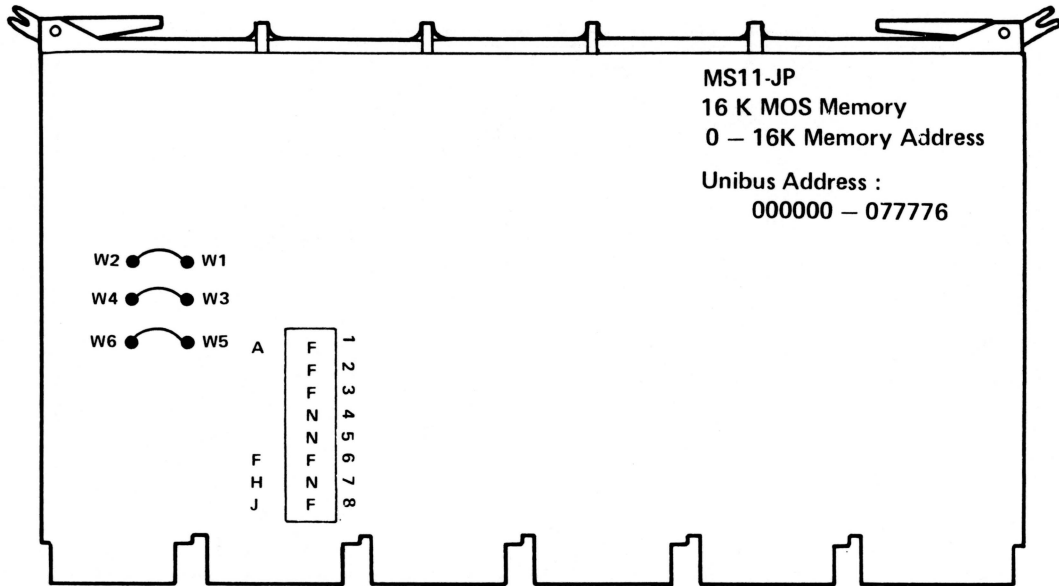 MS11-JP
16 K MOS Memory
0 – 16K Memory Address
Unibus Address :
000000 – 077776
W2 W1
W4 W3
W6 W5
A F 1
F 2
F 3
N 4
N 5
F F 6
H N 7
J F 8